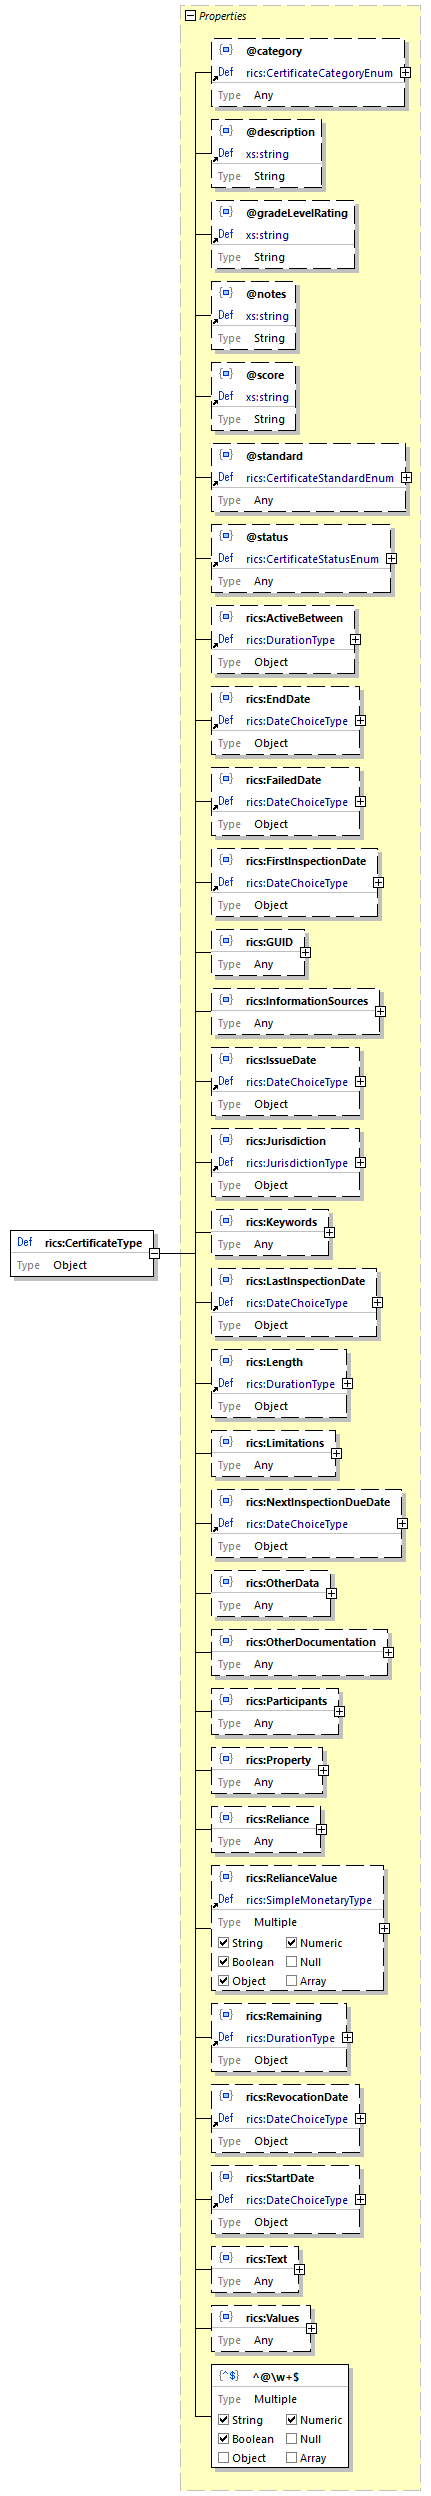 Properties
@category
Def rics:CertificateCategoryEnum
Type Any
@description
Def xs:string
Type String
@gradeLevelRating
Def xs:string
Type String
@notes
Def xs:string
Type String
@score
Def xs:string
Type String
@standard
Def rics:CertificateStandardEnum
Type Any
@status
Def rics:CertificateStatusEnum
Type Any
rics:ActiveBetween
Def rics:DurationType
Type Object
rics:EndDate
Def rics:DateChoiceType
Type Object
rics:FailedDate
Def rics:DateChoiceType
Type Object
rics:FirstInspectionDate
Def rics:DateChoiceType
Type Object
rics:GUID
Type Any
rics:InformationSources
Type Any
rics:IssueDate
Def rics:DateChoiceType
Type Object
rics:Jurisdiction
Def rics:JurisdictionType
Type Object
rics:Keywords
Type Any
Def rics:CertificateType
Type Object
rics:LastInspectionDate
Def rics:DateChoiceType
Type Object
rics:Length
Def rics:DurationType
Type Object
rics:Limitations
Type Any
rics:NextInspectionDueDate
Def rics:DateChoiceType
Type Object
rics:OtherData
Type Any
rics:OtherDocumentation
Type Any
rics:Participants
Type Any
rics:Property
Type Any
rics:Reliance
Type Any
rics:RelianceValue
Def rics:SimpleMonetaryType
Type Multiple
String Numeric
Boolean Null
Object Array
rics:Remaining
Def rics:DurationType
Type Object
rics:RevocationDate
Def rics:DateChoiceType
Type Object
rics:StartDate
Def rics:DateChoiceType
Type Object
rics:Text
Type Any
rics:Values
Type Any
{^$} ^@\w+$
Type Multiple
String Numeric
Boolean Null
Object Array